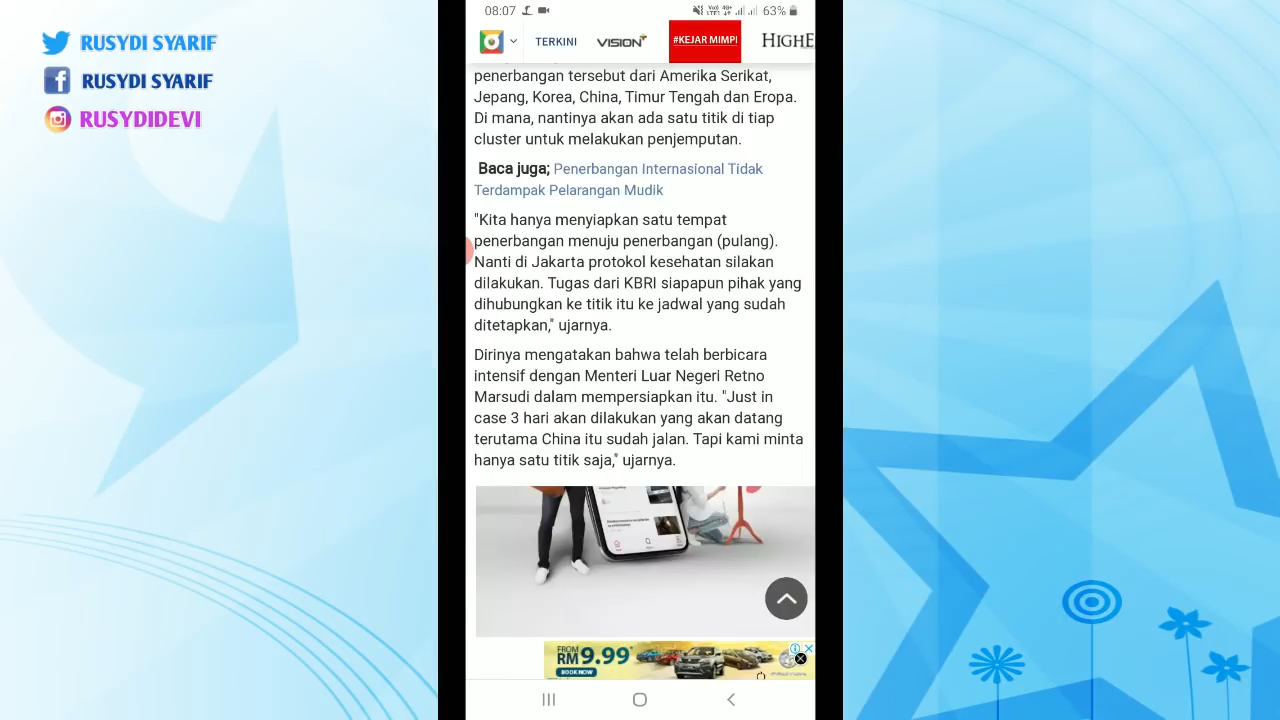 RUSYDI SYARIF
RUSYDI SYARIF
RUSYDIDEVI
08:07
63%
TERKINI
VISION+
#KEJAR MIMPI
HIGHE
penerbangan tersebut dari Amerika Serikat,
Jepang, Korea, China, Timur Tengah dan Eropa.
Di mana, nantinya akan ada satu titik di tiap
cluster untuk melakukan penjemputan.
Baca juga; Penerbangan Internasional Tidak
Terdampak Pelarangan Mudik
"Kita hanya menyiapkan satu tempat
penerbangan menuju penerbangan (pulang).
Nanti di Jakarta protokol kesehatan silakan
dilakukan. Tugas dari KBRI siapapun pihak yang
dihubungkan ke titik itu ke jadwal yang sudah
ditetapkan," ujarnya.
Dirinya mengatakan bahwa telah berbicara
intensif dengan Menteri Luar Negeri Retno
Marsudi dalam mempersiapkan itu. "Just in
case 3 hari akan dilakukan yang akan datang
terutama China itu sudah jalan. Tapi kami minta
hanya satu titik saja," ujarnya.
FROM
RM9.99*
BOOK NOW